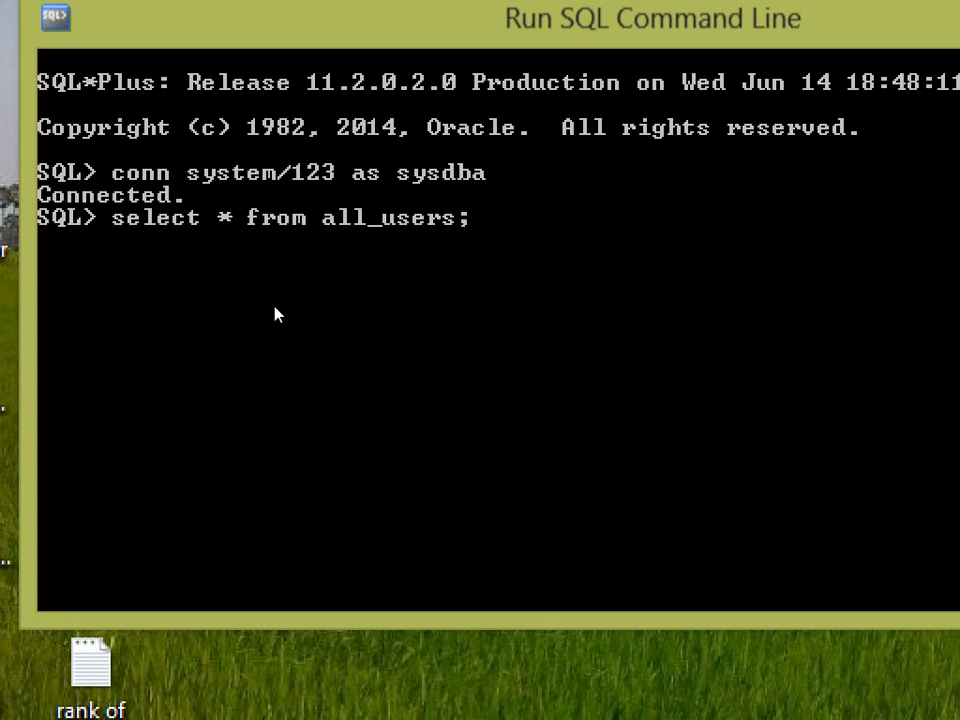 SQL>
Run SQL Command Line
SQL*Plus: Release 11.2.0.2.0 Production on Wed Jun 14 18:48:11
Copyright (c) 1982, 2014, Oracle.  All rights reserved.
SQL> conn system/123 as sysdba
Connected.
SQL> select * from all_users;
rank of